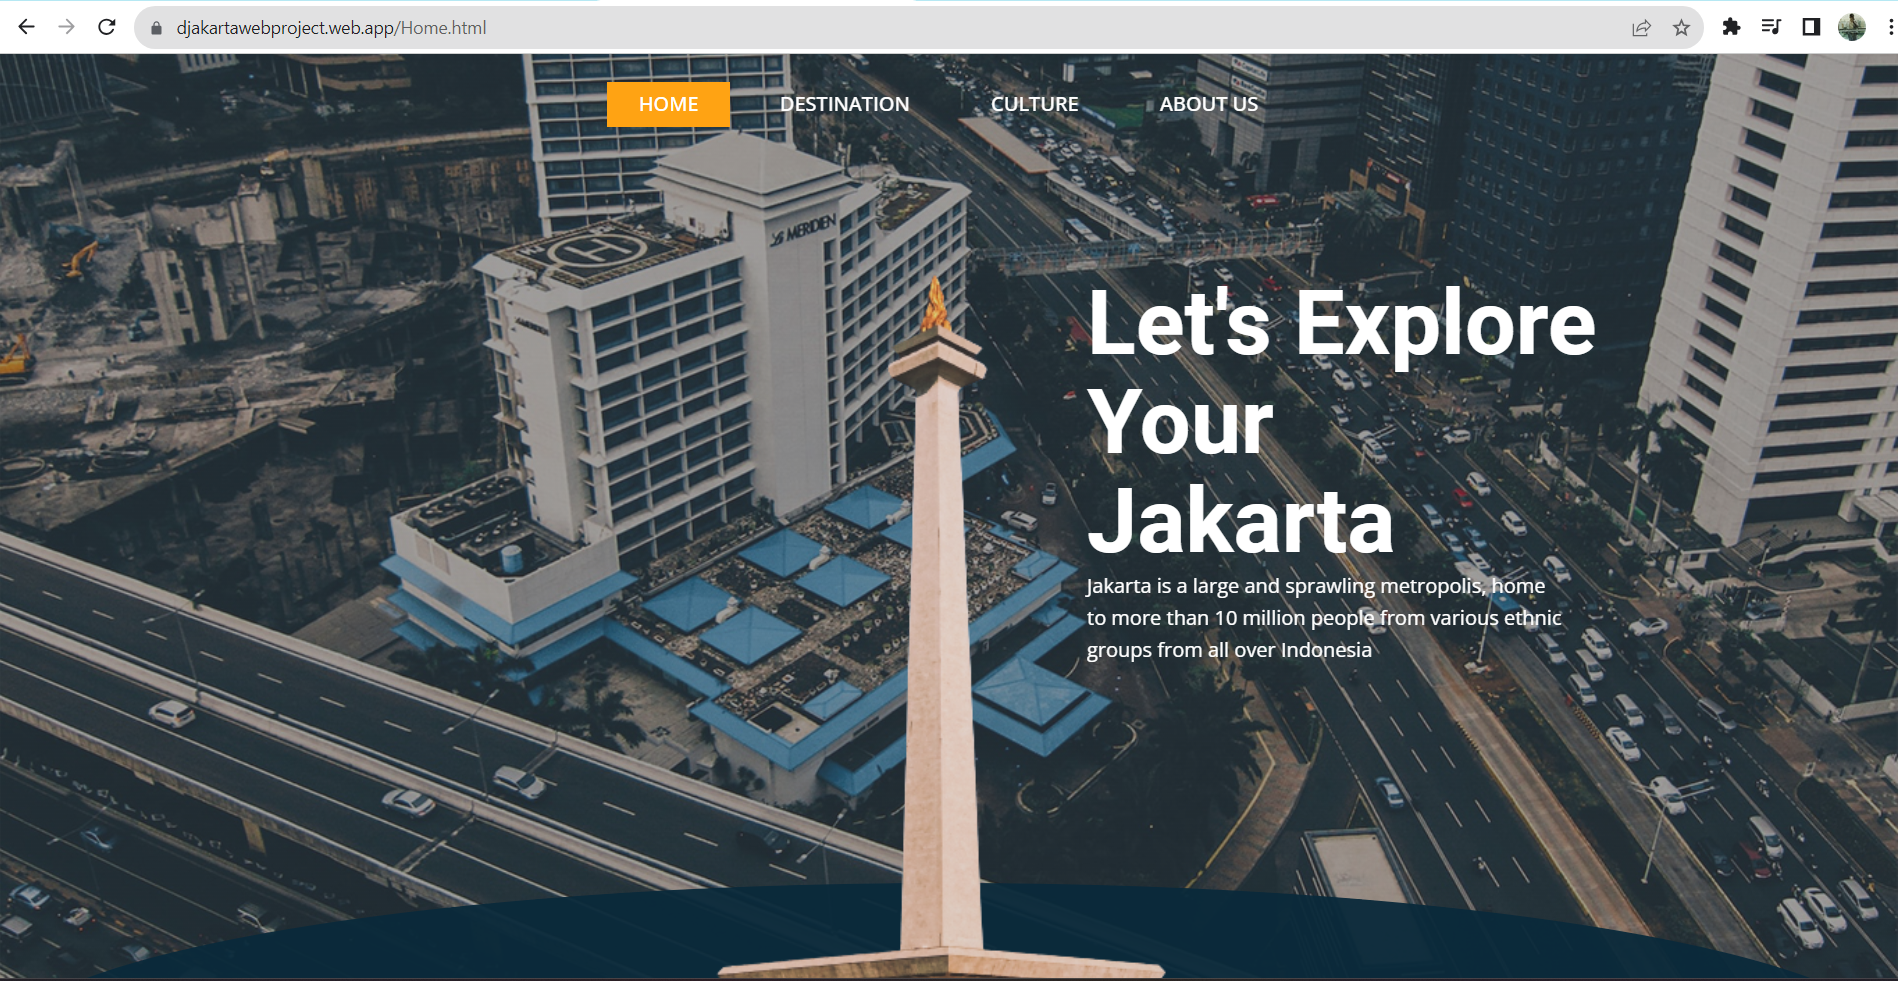 djakartawebproject.web.app/Home.html
HOME DESTINATION CULTURE ABOUT US
Le MERIDIEN
Let's Explore
Your
Jakarta
Jakarta is a large and sprawling metropolis, home
to more than 10 million people from various ethnic
groups from all over Indonesia